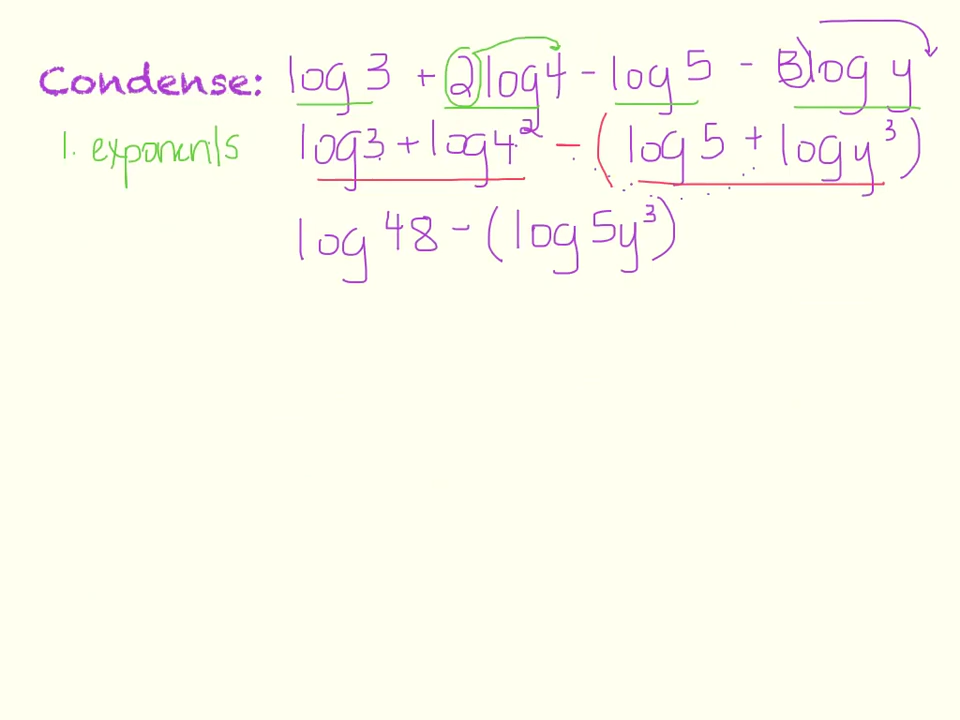 Condense: log 3 + 2 log 4 - log 5 - 3 log y
1. exponents log 3 + log 4² - (log 5 + log y³)
log 48 - (log 5y³)